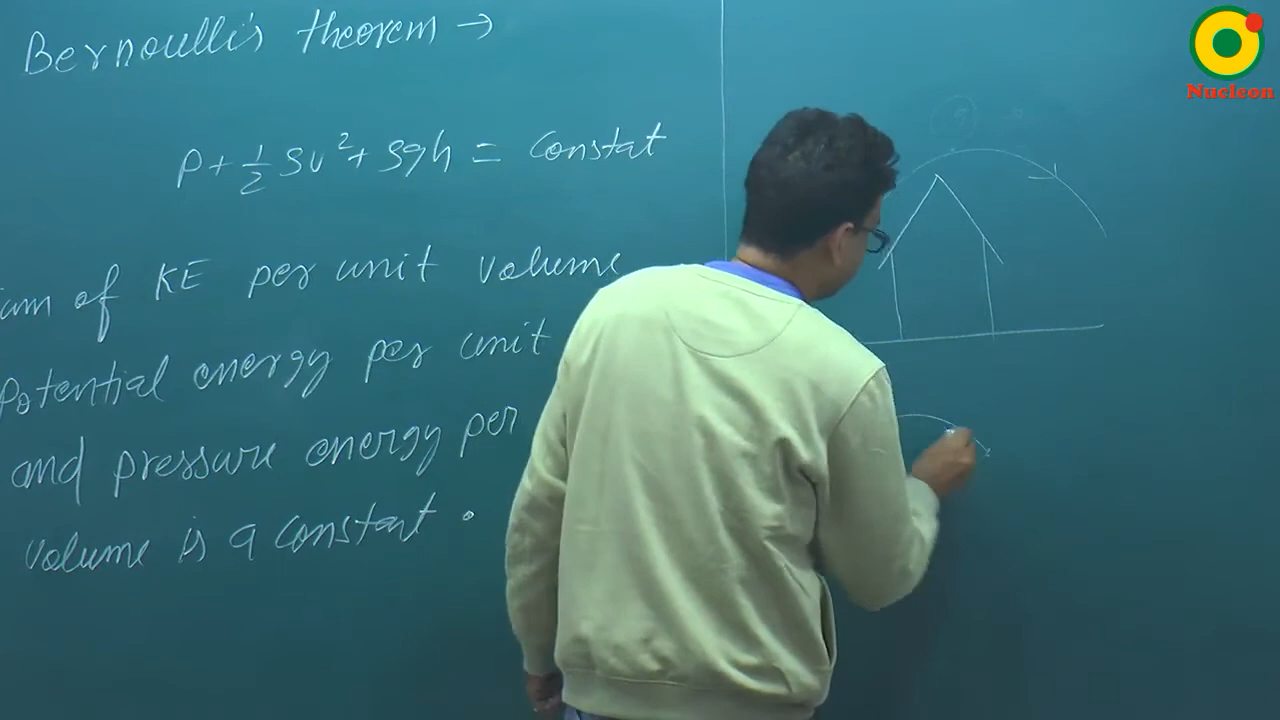 Bernoulli's theorem →
P + 1/2 ρv² + ρgh = Constat
um of KE per unit volume
Potential energy per unit
and pressure energy per
volume is a constant.
Nucleon